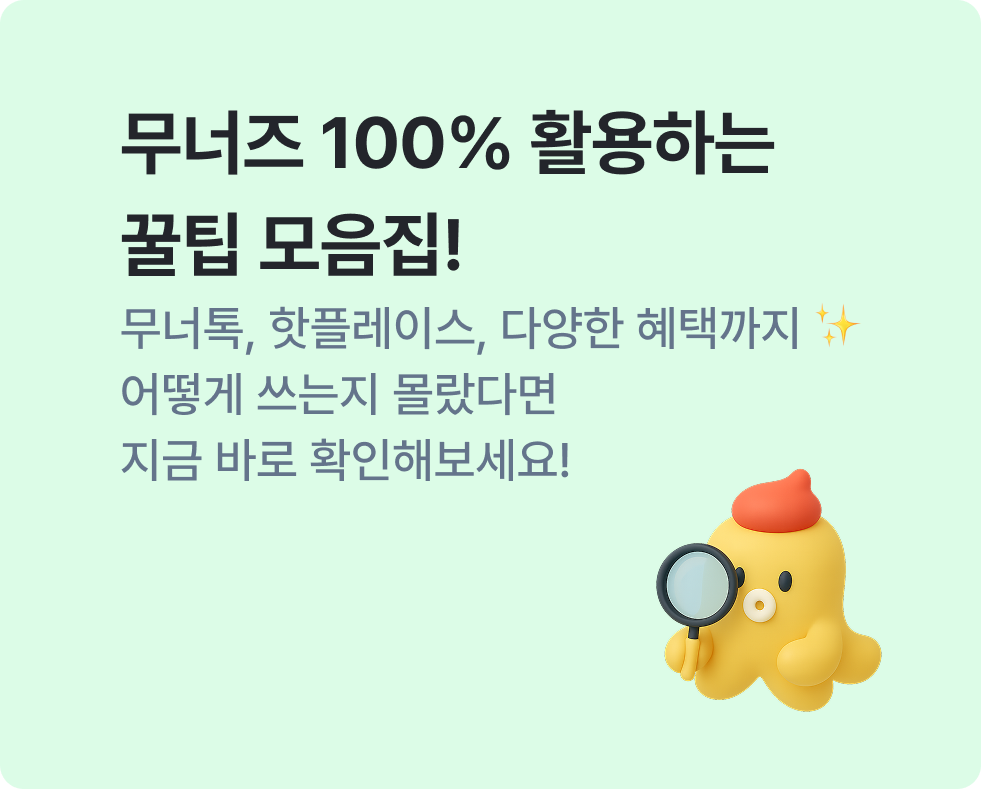 무너즈 100% 활용하는
꿀팁 모음집!
무너톡, 핫플레이스, 다양한 혜택까지 ✨
어떻게 쓰는지 몰랐다면
지금 바로 확인해보세요!